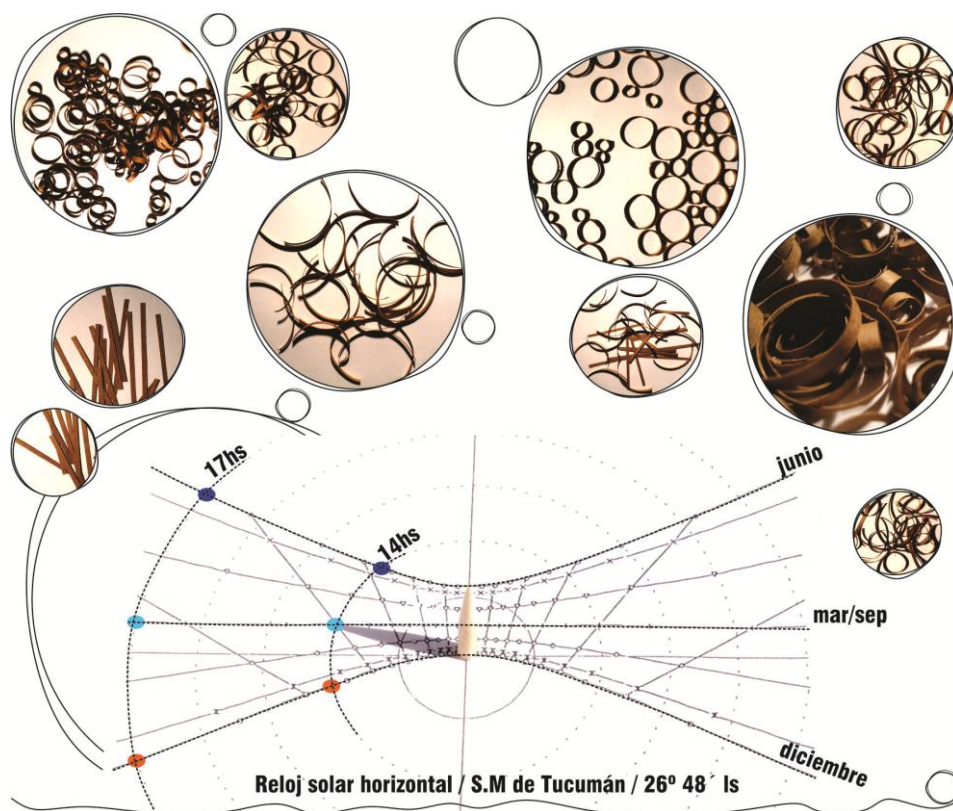 17hs
junio
14hs
mar/sep
diciembre
Reloj solar horizontal / S.M de Tucumán / 26º 48´ ls